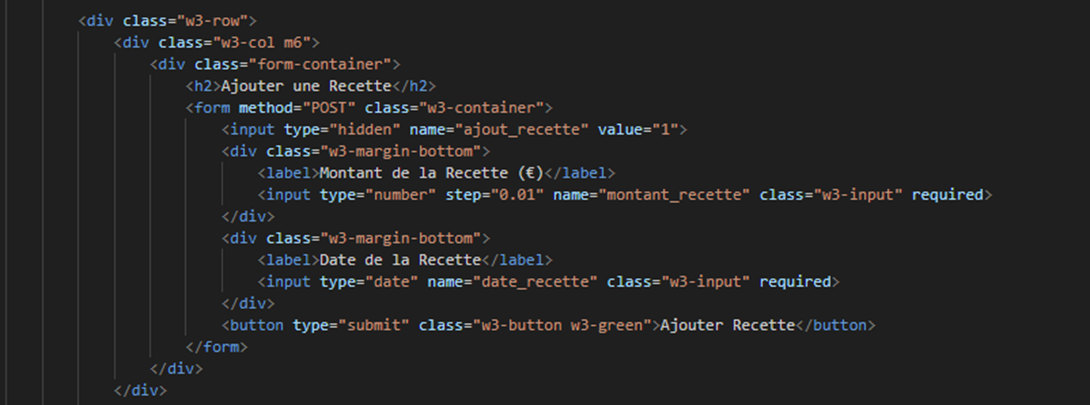 <div class="w3-row">
<div class="w3-col m6">
<div class="form-container">
<h2>Ajouter une Recette</h2>
<form method="POST" class="w3-container">
<input type="hidden" name="ajout_recette" value="1">
<div class="w3-margin-bottom">
<label>Montant de la Recette (€)</label>
<input type="number" step="0.01" name="montant_recette" class="w3-input" required>
</div>
<div class="w3-margin-bottom">
<label>Date de la Recette</label>
<input type="date" name="date_recette" class="w3-input" required>
</div>
<button type="submit" class="w3-button w3-green">Ajouter Recette</button>
</form>
</div>
</div>